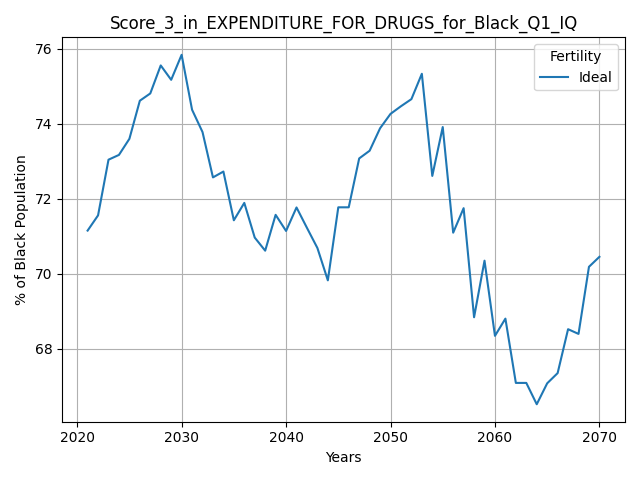 Score_3_in_EXPENDITURE_FOR_DRUGS_for_Black_Q1_IQ
Fertility
Ideal
% of Black Population
76
74
72
70
68
2020 2030 2040 2050 2060 2070
Years